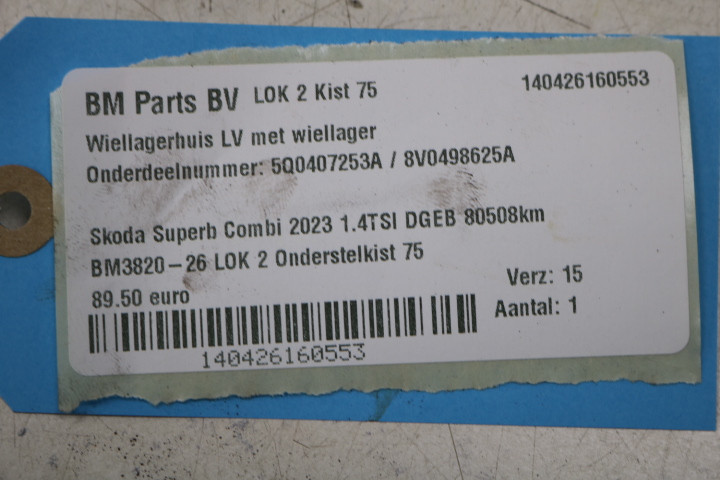 BM Parts BV LOK 2 Kist 75 140426160553
Wiellagerhuis LV met wiellager
Onderdeelnummer: 5Q0407253A / 8V0498625A
Skoda Superb Combi 2023 1.4TSI DGEB 80508km
BM3820-26 LOK 2 Onderstelkist 75
89.50 euro Verz: 15
Aantal: 1
140426160553